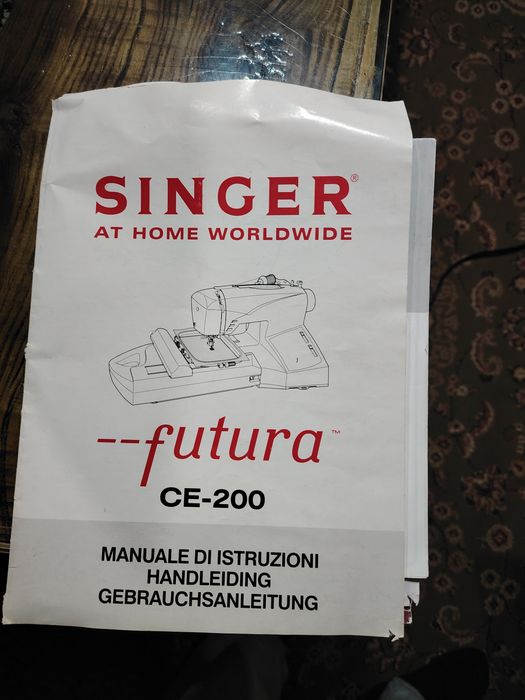 SINGER®
AT HOME WORLDWIDE
--futura™
CE-200
MANUALE DI ISTRUZIONI
HANDLEIDING
GEBRAUCHSANLEITUNG